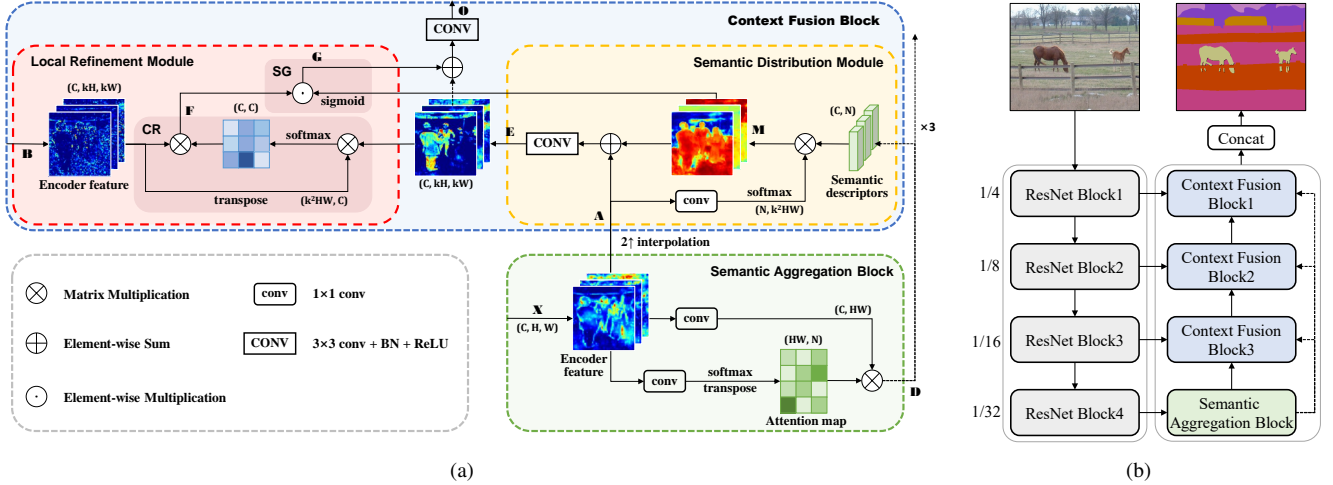 O
CONV
Context Fusion Block
Local Refinement Module
G
SG
Semantic Distribution Module
(C, kH, kW)
F
(C, C)
sigmoid
(C, N)
CR
softmax
E
M
×3
B
CONV
Encoder feature
(C, kH, kW)
softmax
Semantic
descriptors
transpose
(k²HW, C)
A
conv
(N, k²HW)
2↑ interpolation
Semantic Aggregation Block
Matrix Multiplication
conv
1×1 conv
X
(C, H, W)
conv
(C, HW)
Element-wise Sum
CONV
3×3 conv + BN + ReLU
Encoder
feature
(HW, N)
conv
softmax
transpose
D
Element-wise Multiplication
Attention map
(a)
Concat
1/4
ResNet Block1
Context Fusion
Block1
1/8
ResNet Block2
Context Fusion
Block2
1/16
ResNet Block3
Context Fusion
Block3
1/32
ResNet Block4
Semantic
Aggregation Block
(b)